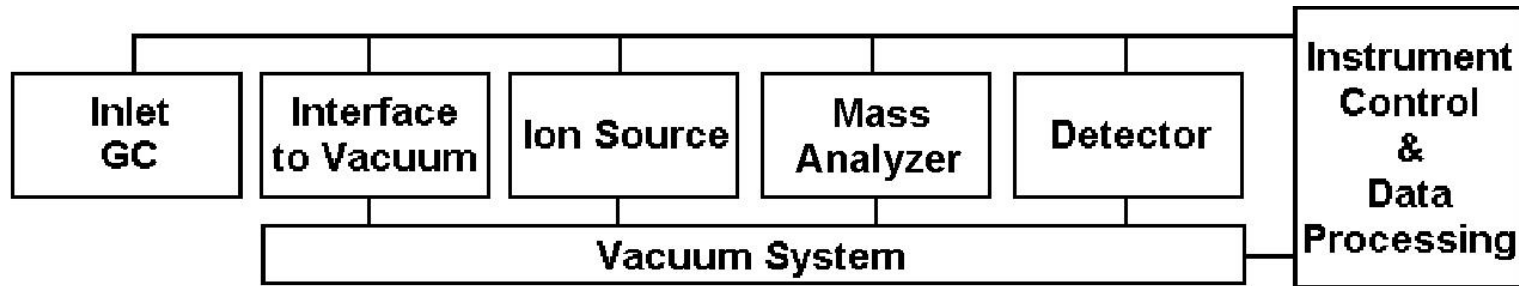 Inlet
GC
Interface
to Vacuum
Ion Source
Mass
Analyzer
Detector
Instrument
Control
&
Data
Processing
Vacuum System